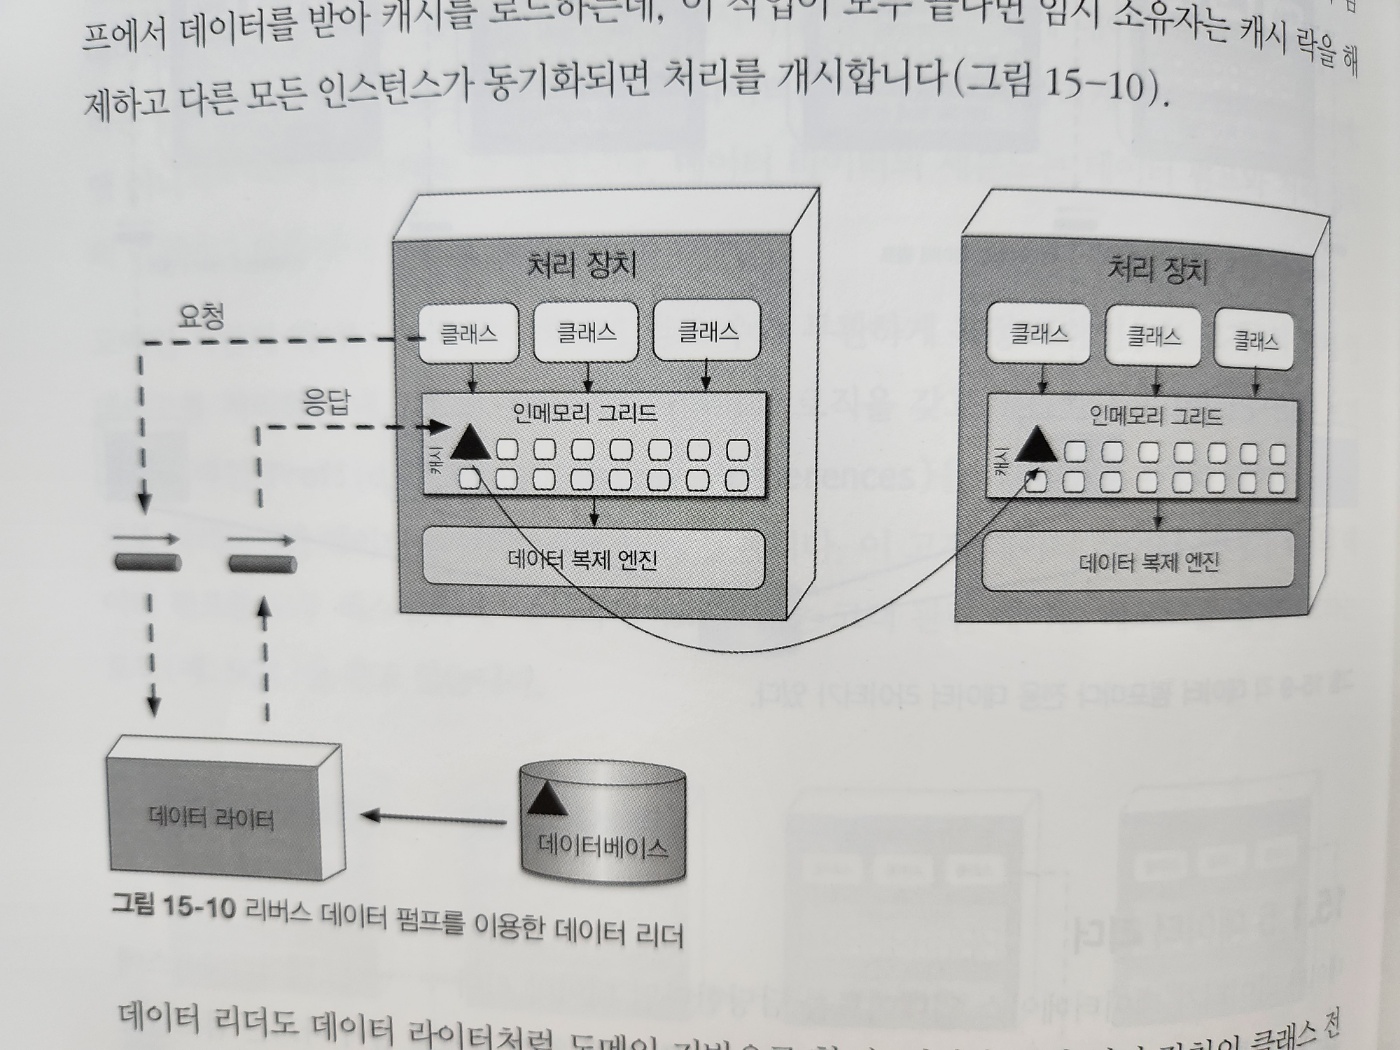 프에서 데이터를 받아 캐시를 로드하는데, 이 작업이 모두 끝나면 임시 소유자는 캐시 락을 해
제하고 다른 모든 인스턴스가 동기화되면 처리를 개시합니다(그림 15-10).
처리 장치
처리 장치
요청
클래스 클래스 클래스
클래스 클래스 클래스
응답
인메모리 그리드
인메모리 그리드
캐시
캐시
데이터 복제 엔진
데이터 복제 엔진
데이터 라이터
데이터베이스
그림 15-10 리버스 데이터 펌프를 이용한 데이터 리더
데이터 리더도 데이터 라이터처럼 도메인 기반으로 클래스 전